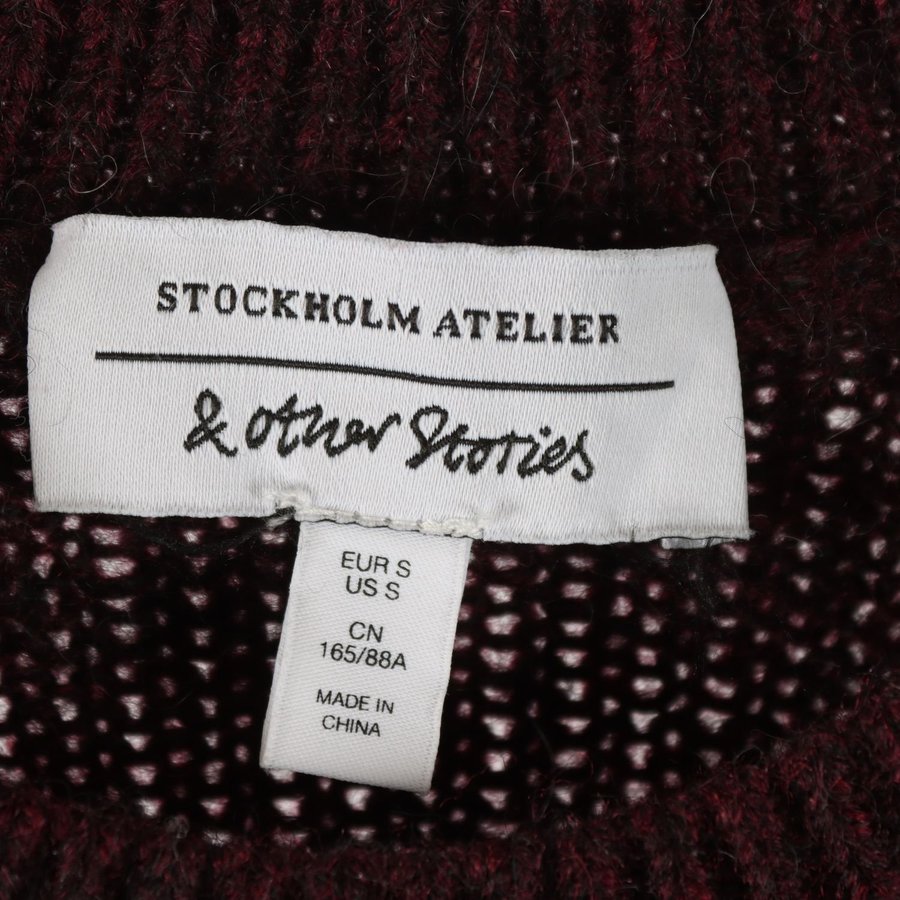 STOCKHOLM ATELIER
& other Stories
EUR S
US S
CN
165/88A
MADE IN
CHINA